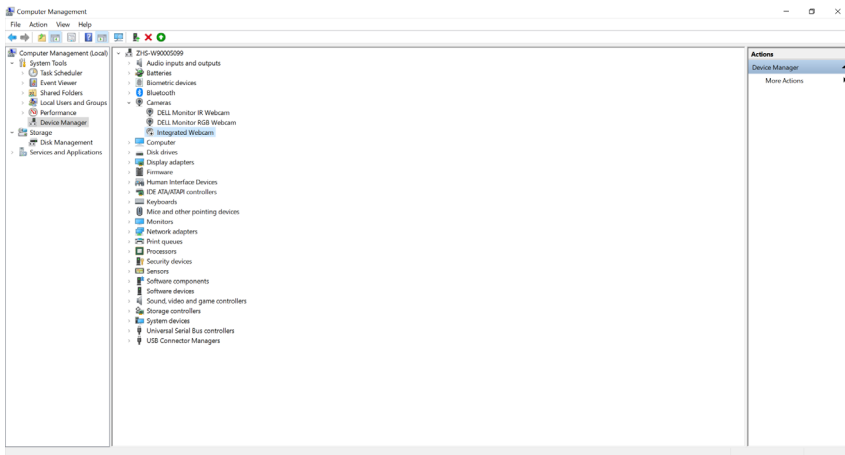 Computer Management
File Action View Help
Computer Management (Local)
System Tools
Task Scheduler
Event Viewer
Shared Folders
Local Users and Groups
Performance
Device Manager
Storage
Disk Management
Services and Applications
ZHS-W90005099
Audio inputs and outputs
Batteries
Biometric devices
Bluetooth
Cameras
DELL Monitor IR Webcam
DELL Monitor RGB Webcam
Integrated Webcam
Computer
Disk drives
Display adapters
Firmware
Human Interface Devices
IDE ATA/ATAPI controllers
Keyboards
Mice and other pointing devices
Monitors
Network adapters
Print queues
Processors
Security devices
Sensors
Software components
Software devices
Sound, video and game controllers
Storage controllers
System devices
Universal Serial Bus controllers
USB Connector Managers
Actions
Device Manager
More Actions